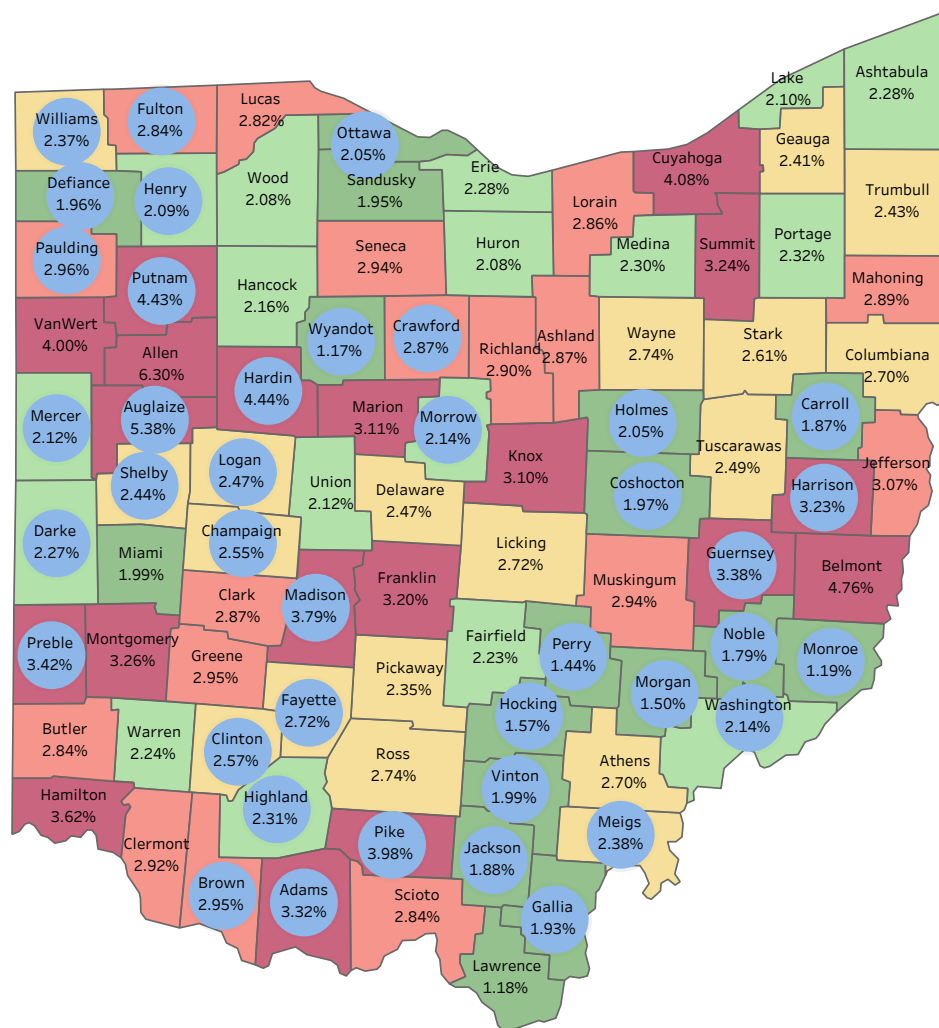 Lake
2.10%
Ashtabula
2.28%
Williams
2.37%
Fulton
2.84%
Lucas
2.82%
Ottawa
2.05%
Geauga
2.41%
Cuyahoga
4.08%
Trumbull
2.43%
Defiance
1.96%
Henry
2.09%
Wood
2.08%
Sandusky
1.95%
Erie
2.28%
Lorain
2.86%
Paulding
2.96%
Putnam
4.43%
Hancock
2.16%
Seneca
2.94%
Huron
2.08%
Medina
2.30%
Summit
3.24%
Portage
2.32%
Mahoning
2.89%
VanWert
4.00%
Allen
6.30%
Wyandot
1.17%
Crawford
2.87%
Richland
2.90%
Ashland
2.87%
Wayne
2.74%
Stark
2.61%
Columbiana
2.70%
Mercer
2.12%
Auglaize
5.38%
Hardin
4.44%
Marion
3.11%
Morrow
2.14%
Holmes
2.05%
Carroll
1.87%
Shelby
2.44%
Logan
2.47%
Union
2.12%
Delaware
2.47%
Knox
3.10%
Coshocton
1.97%
Tuscarawas
2.49%
Harrison
3.23%
Jefferson
3.07%
Darke
2.27%
Miami
1.99%
Champaign
2.55%
Licking
2.72%
Muskingum
2.94%
Guernsey
3.38%
Belmont
4.76%
Clark
2.87%
Madison
3.79%
Franklin
3.20%
Preble
3.42%
Montgomery
3.26%
Greene
2.95%
Pickaway
2.35%
Fairfield
2.23%
Perry
1.44%
Morgan
1.50%
Noble
1.79%
Monroe
1.19%
Washington
2.14%
Butler
2.84%
Warren
2.24%
Clinton
2.57%
Fayette
2.72%
Ross
2.74%
Hocking
1.57%
Athens
2.70%
Vinton
1.99%
Hamilton
3.62%
Highland
2.31%
Pike
3.98%
Jackson
1.88%
Meigs
2.38%
Clermont
2.92%
Brown
2.95%
Adams
3.32%
Scioto
2.84%
Gallia
1.93%
Lawrence
1.18%